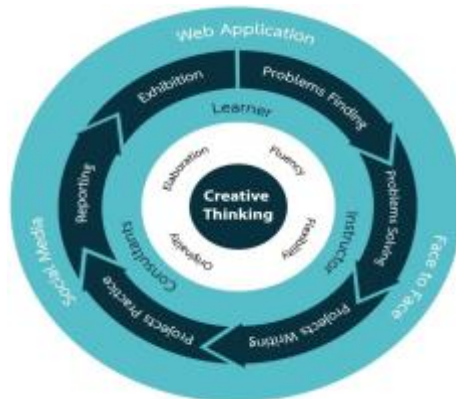 Web Application
Face to Face
Social Media
Problems Finding
Problems Solving
Projects Writing
Projects Practice
Reporting
Exhibition
Learner
Instructor
Consultants
Fluency
Flexibility
Originality
Elaboration
Creative
Thinking